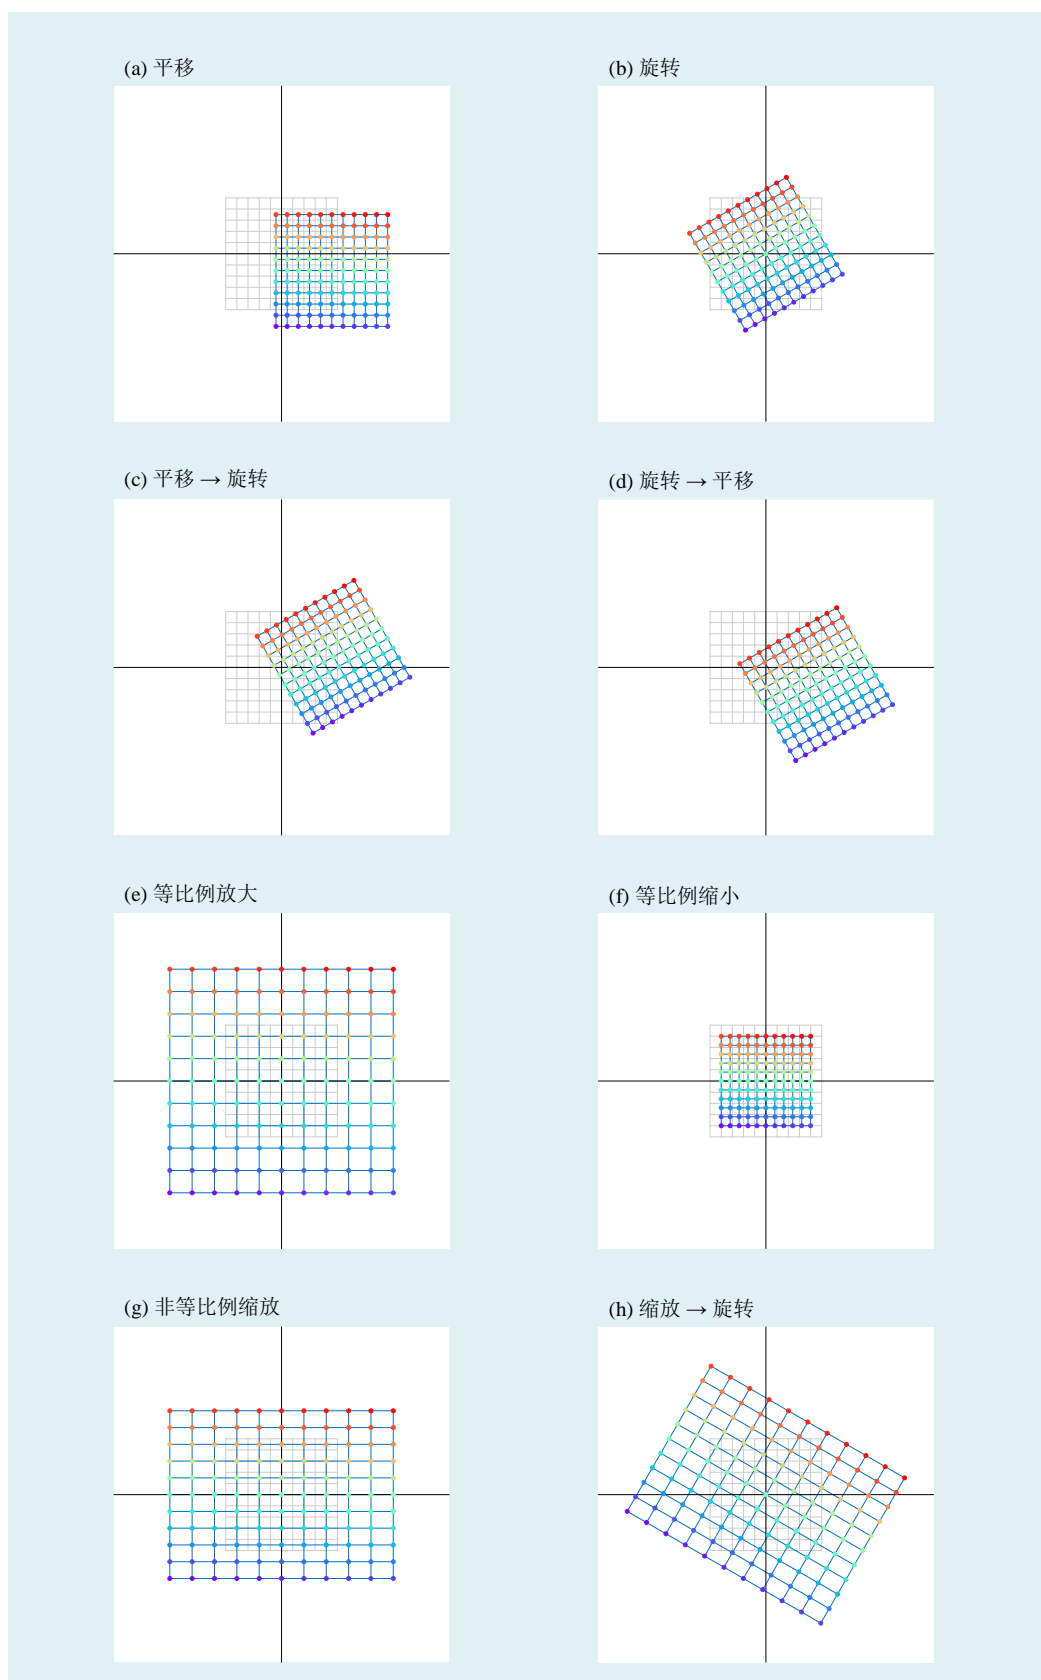 (a) 平移
(b) 旋转
(c) 平移 → 旋转
(d) 旋转 → 平移
(e) 等比例放大
(f) 等比例缩小
(g) 非等比例缩放
(h) 缩放 → 旋转